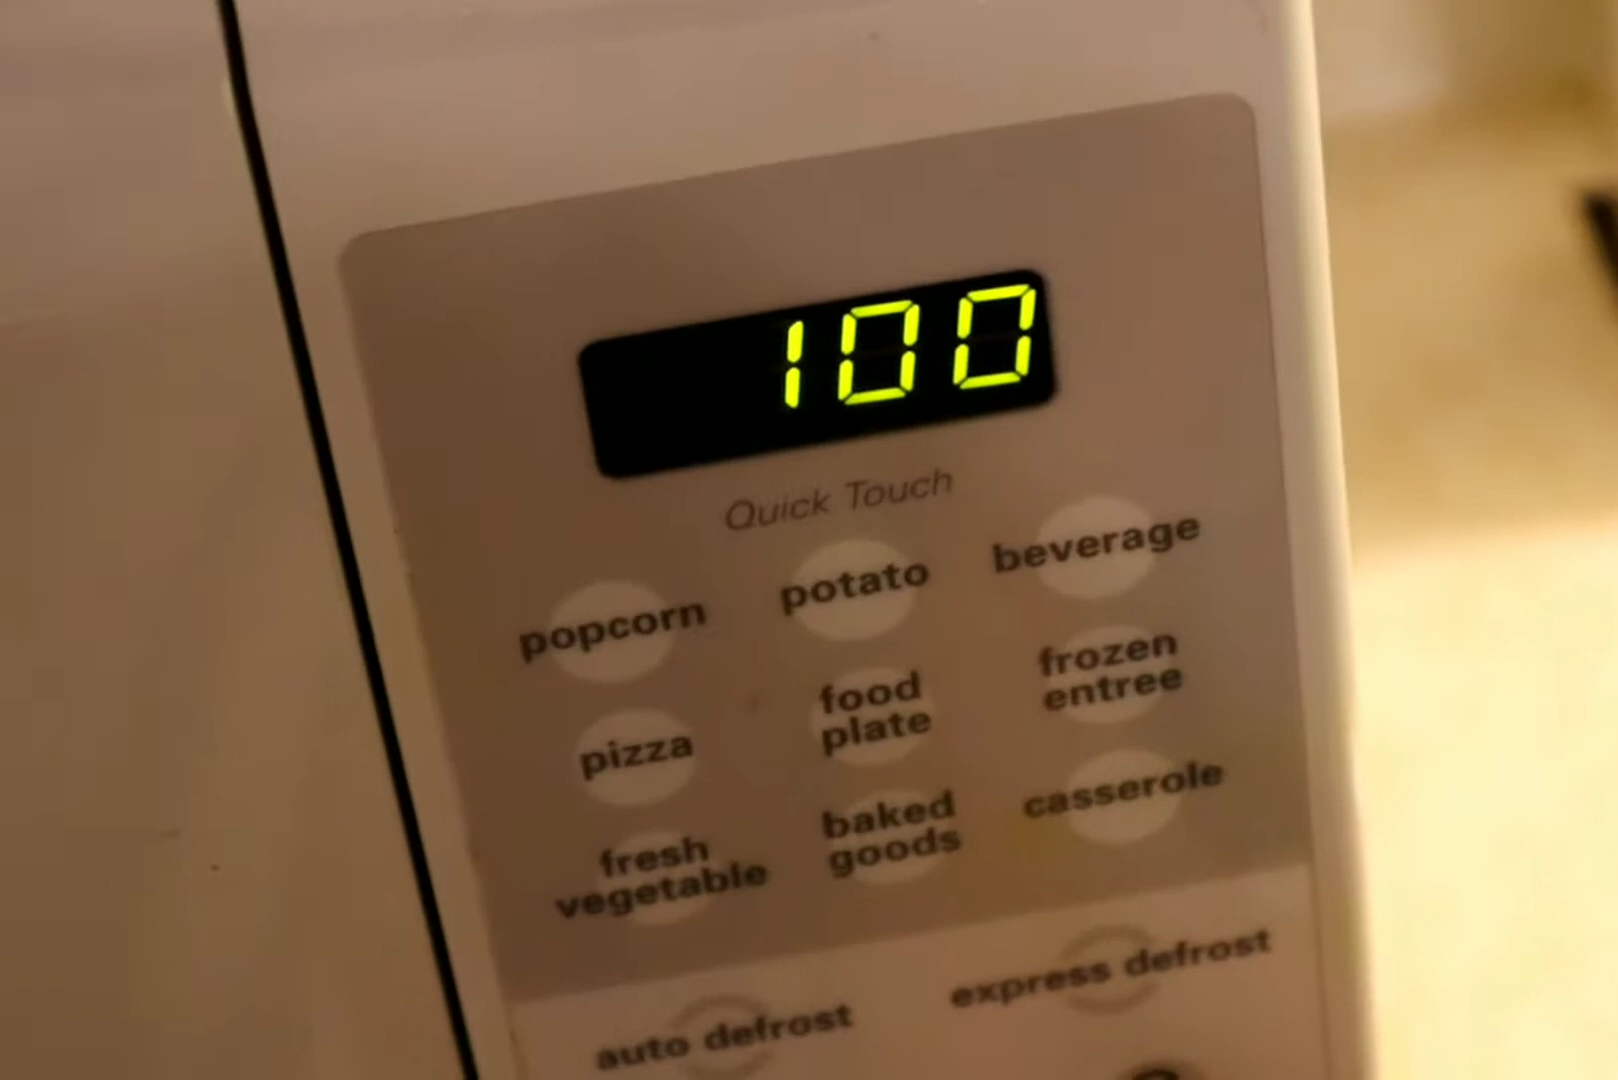 100
Quick Touch
popcorn
potato
beverage
pizza
food
plate
frozen
entree
fresh
vegetable
baked
goods
casserole
auto defrost
express defrost